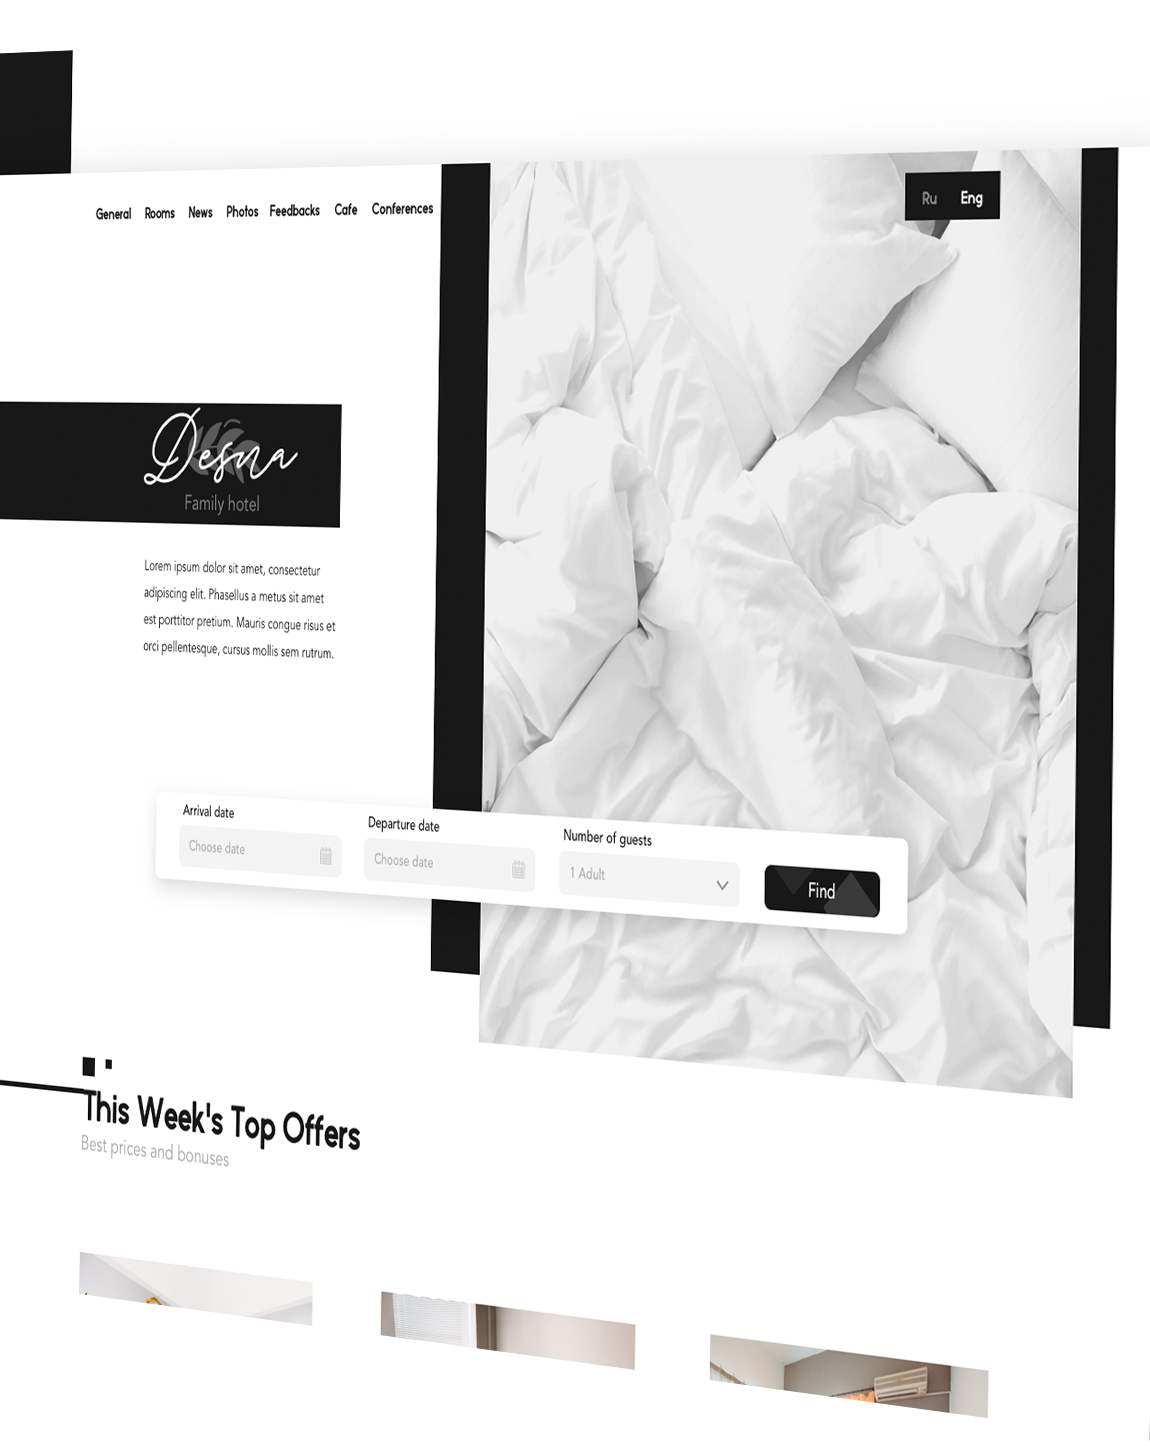 General Rooms News Photos Feedbacks Cafe Conferences
Ru Eng
Desna
Family hotel
Lorem ipsum dolor sit amet, consectetur
adipiscing elit. Phasellus a metus sit amet
est porttitor pretium. Mauris congue risus et
orci pellentesque, cursus mollis sem rutrum.
Arrival date
Choose date
Departure date
Choose date
Number of guests
1 Adult
Find
This Week's Top Offers
Best prices and bonuses